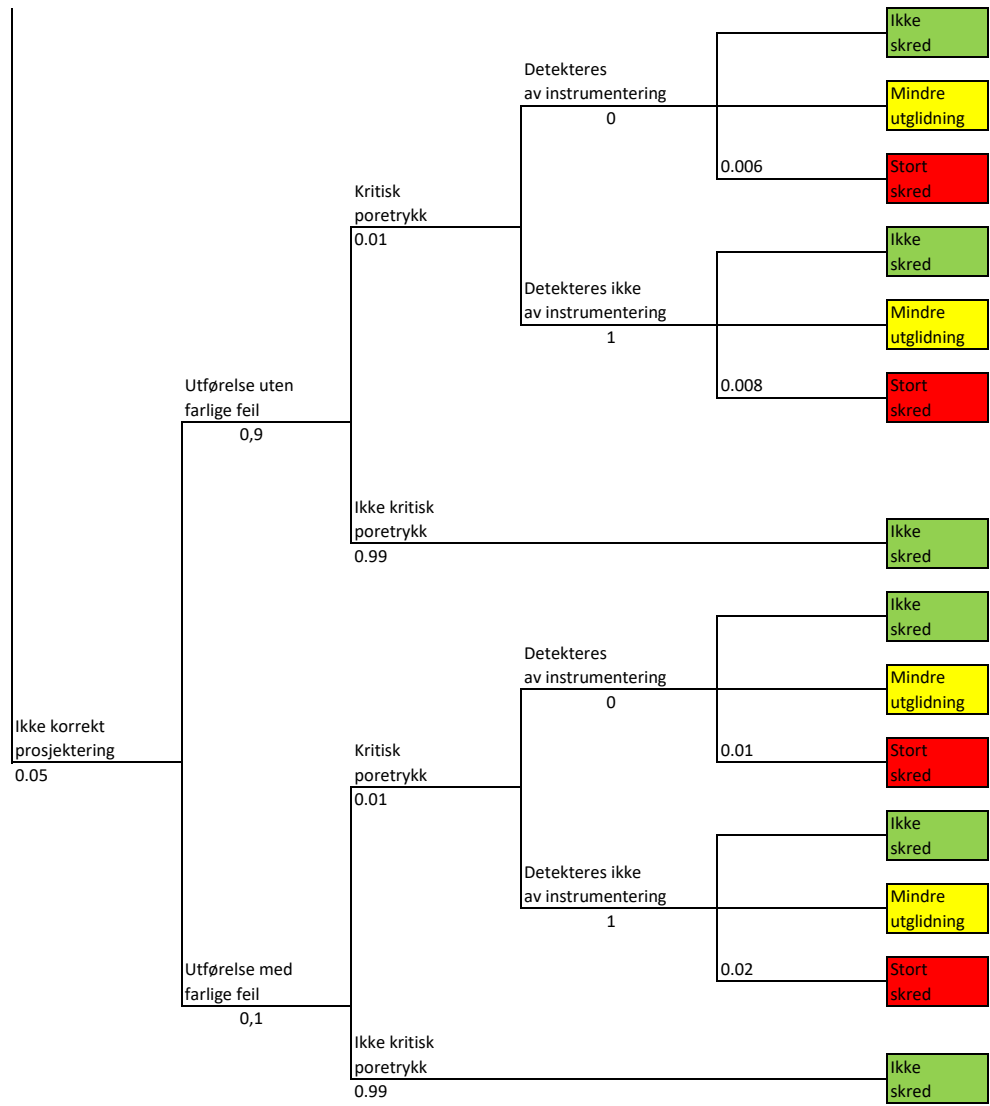 Ikke
skred
Detekteres
av instrumentering
0
Mindre
utglidning
0.006
Stort
skred
Kritisk
poretrykk
0.01
Ikke
skred
Detekteres ikke
av instrumentering
1
Mindre
utglidning
0.008
Stort
skred
Utførelse uten
farlige feil
0,9
Ikke kritisk
poretrykk
0.99
Ikke
skred
Ikke
skred
Detekteres
av instrumentering
0
Mindre
utglidning
Ikke korrekt
prosjektering
0.05
0.01
Stort
skred
Kritisk
poretrykk
0.01
Ikke
skred
Detekteres ikke
av instrumentering
1
Mindre
utglidning
0.02
Stort
skred
Utførelse med
farlige feil
0,1
Ikke kritisk
poretrykk
0.99
Ikke
skred